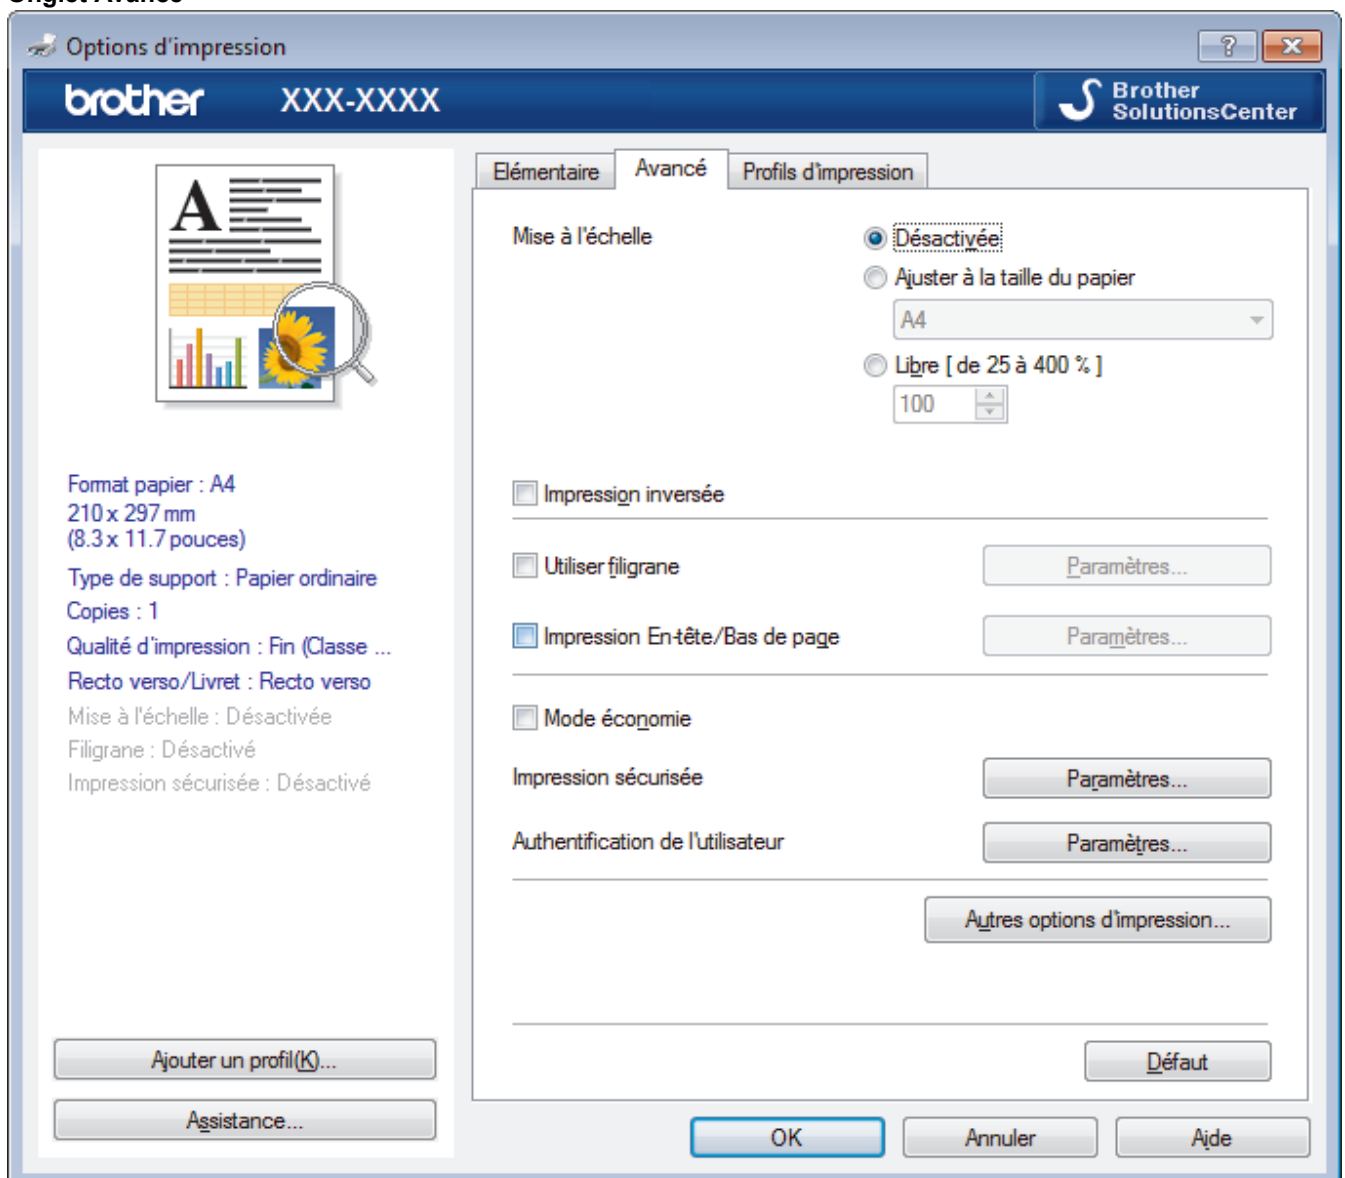 Onglet Avancé
Options d'impression
brother XXX-XXXX
Brother
SolutionsCenter
Elémentaire Avancé Profils d'impression
A
Mise à l'échelle
Désactivée
Ajuster à la taille du papier
A4
Libre [ de 25 à 400 % ]
100
Format papier : A4
210 x 297 mm
(8.3 x 11.7 pouces)
Type de support : Papier ordinaire
Copies : 1
Qualité d'impression : Fin (Classe ...
Recto verso/Livret : Recto verso
Mise à l'échelle : Désactivée
Filigrane : Désactivé
Impression sécurisée : Désactivé
Impression inversée
Utiliser filigrane Paramètres...
Impression En-tête/Bas de page Paramètres...
Mode économie
Impression sécurisée Paramètres...
Authentification de l'utilisateur Paramètres...
Autres options d'impression...
Ajouter un profil(K)...
Défaut
Assistance...
OK Annuler Aide